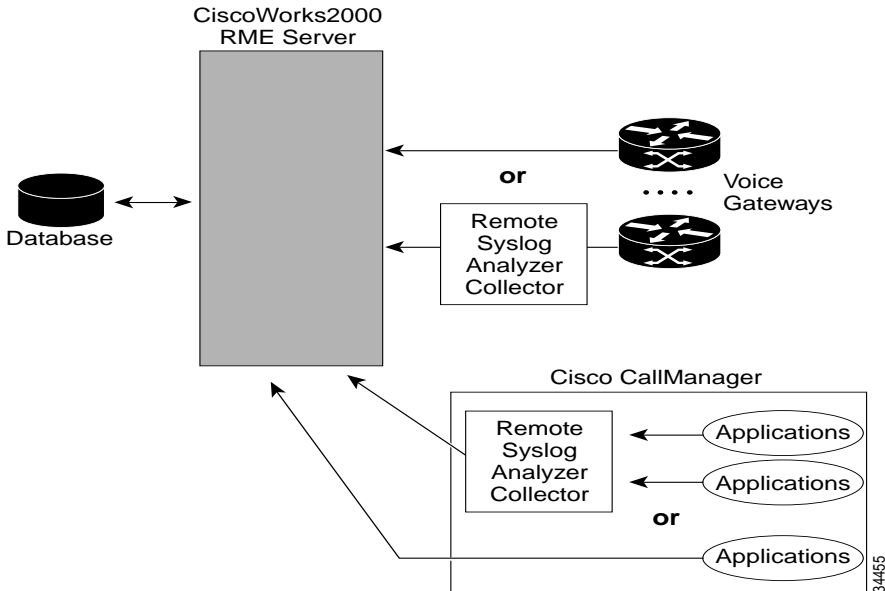 CiscoWorks2000
RME Server
or
Voice
Gateways
Database
Remote
Syslog
Analyzer
Collector
Cisco CallManager
Remote
Syslog
Analyzer
Collector
Applications
Applications
or
Applications
34455